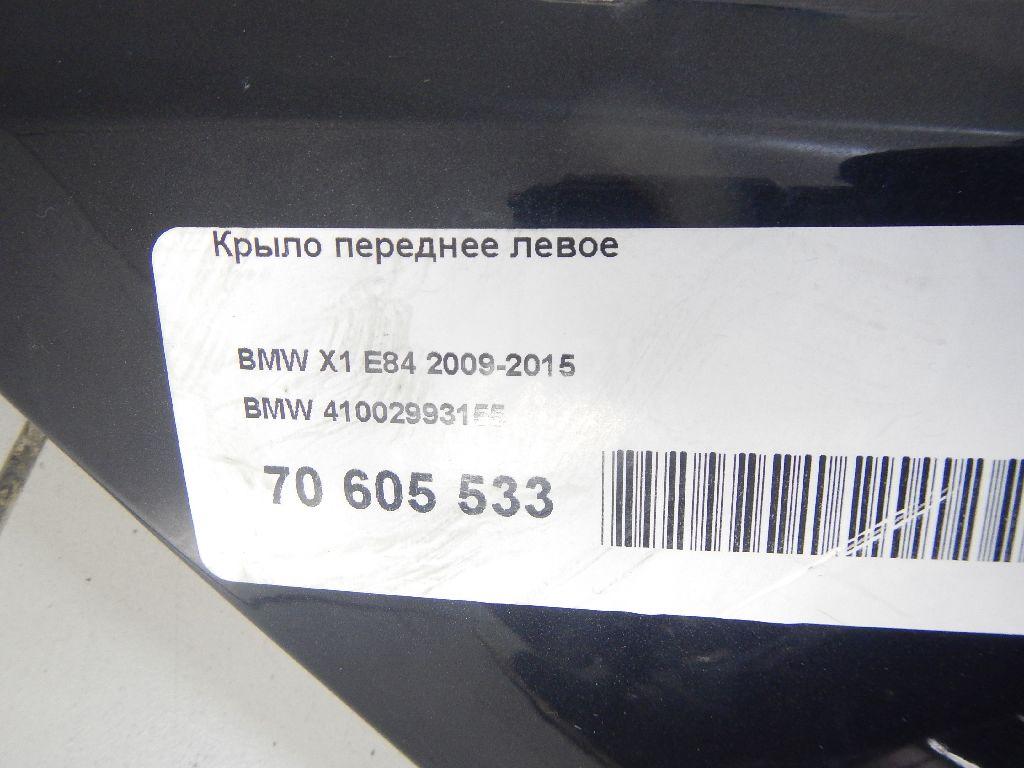 Крыло переднее левое
BMW X1 E84 2009-2015
BMW 41002993155
70 605 533